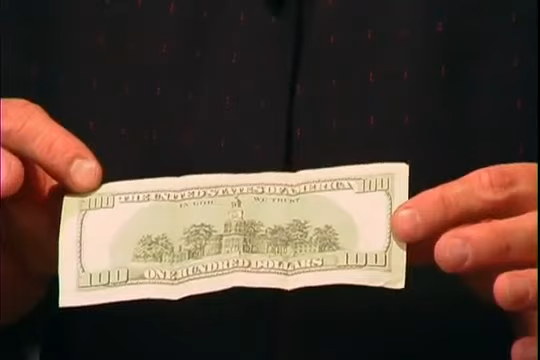 THE UNITED STATES OF AMERICA
100 100
IN GOD WE TRUST
100 ONE HUNDRED DOLLARS 100